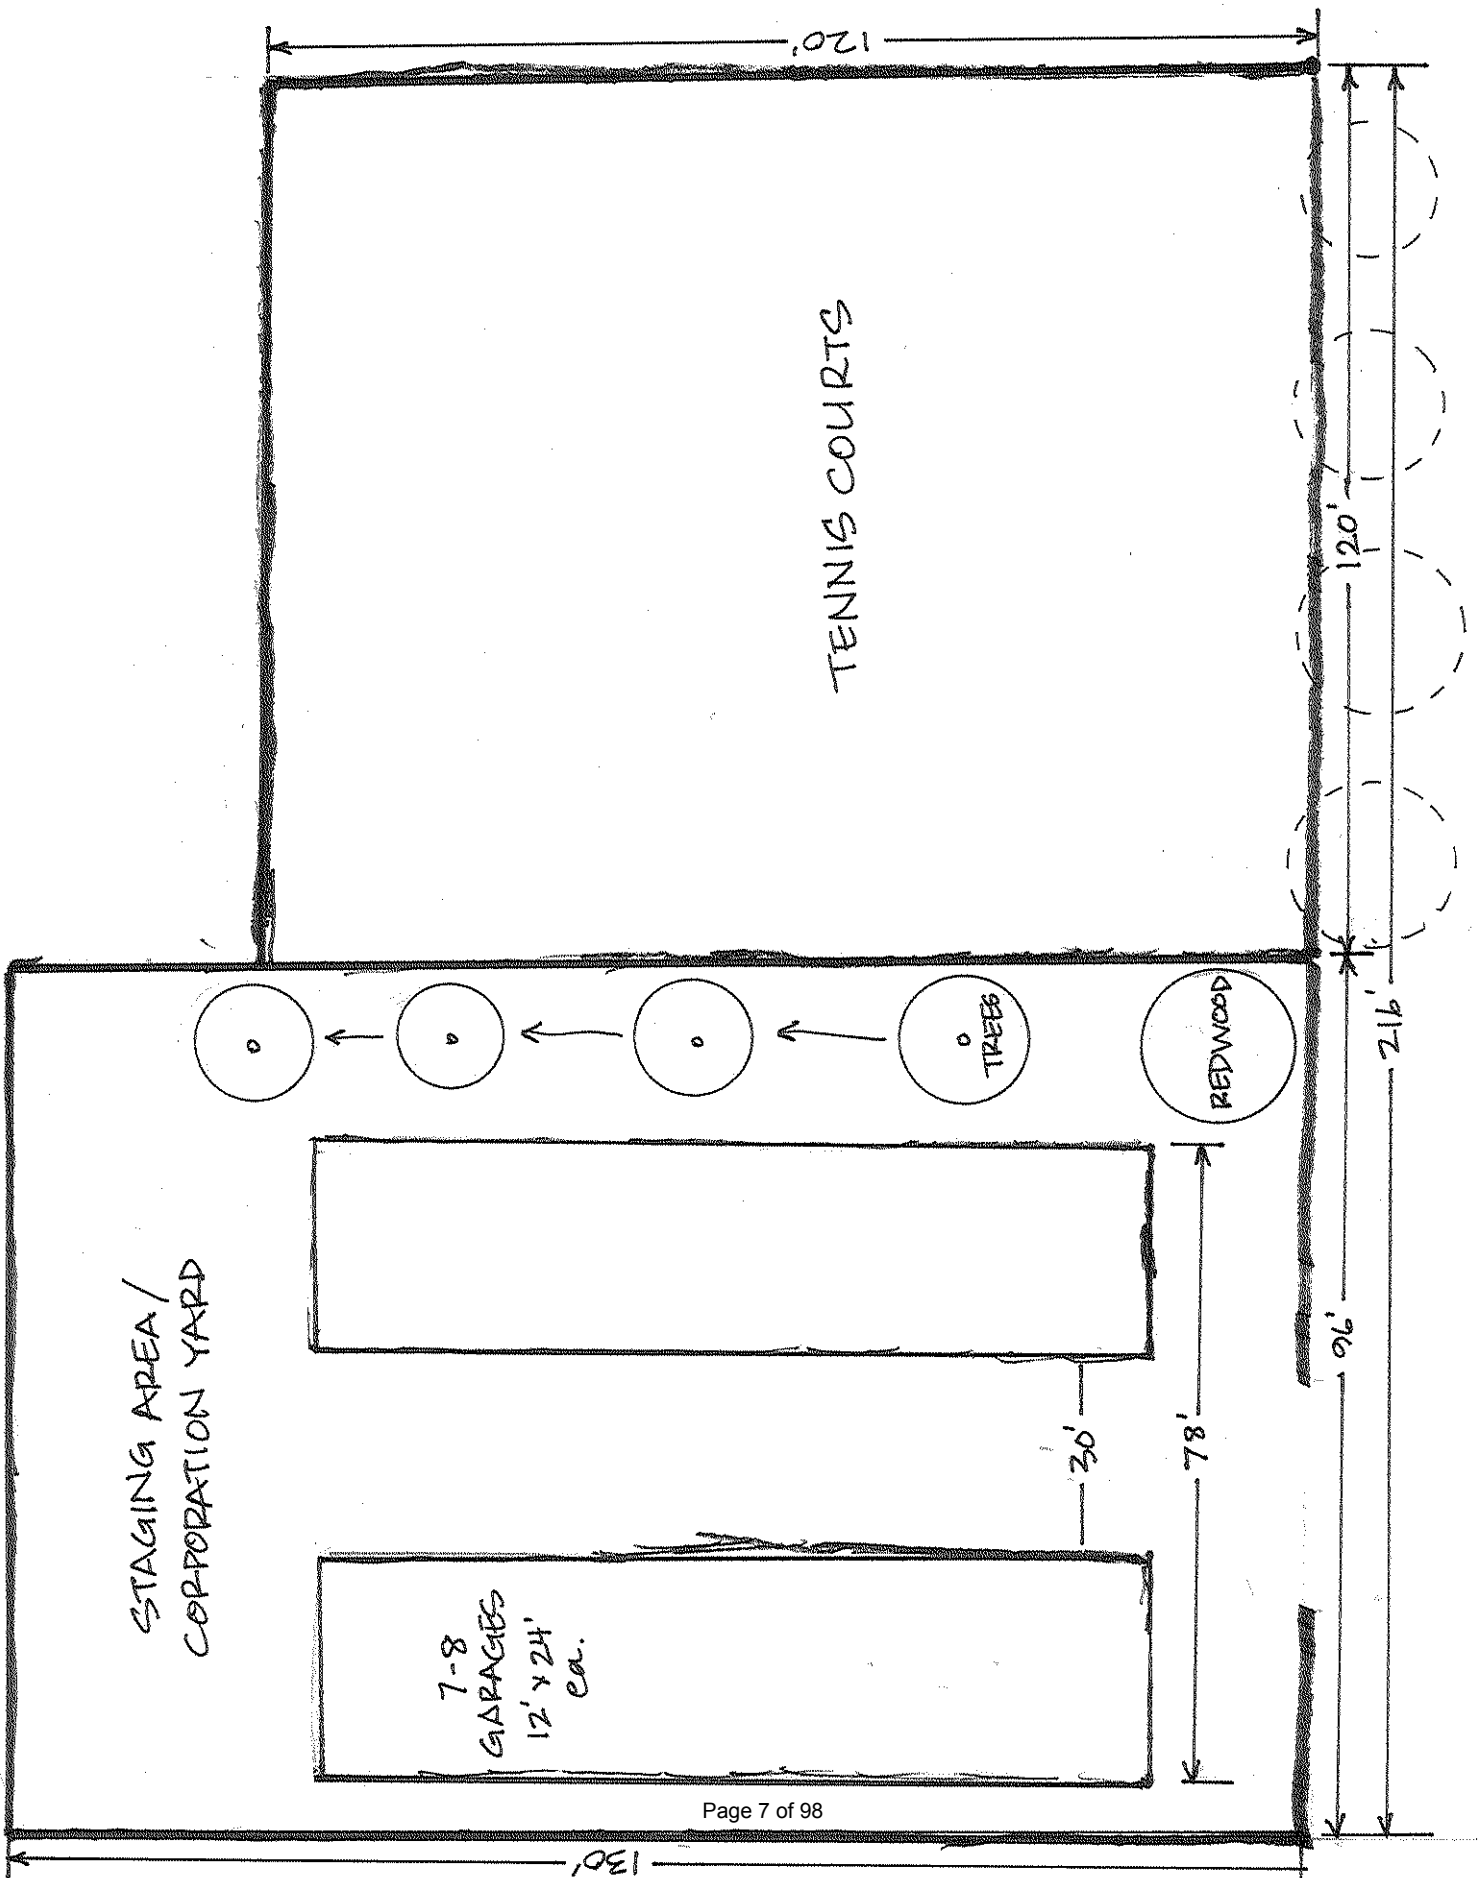 STAGING AREA/
CORPORATION YARD
7-8
GARAGES
12' x 24'
ea.
TREES
REDWOOD
TENNIS COURTS
130'
30'
78'
96'
216'
120'
120'
Page 7 of 98